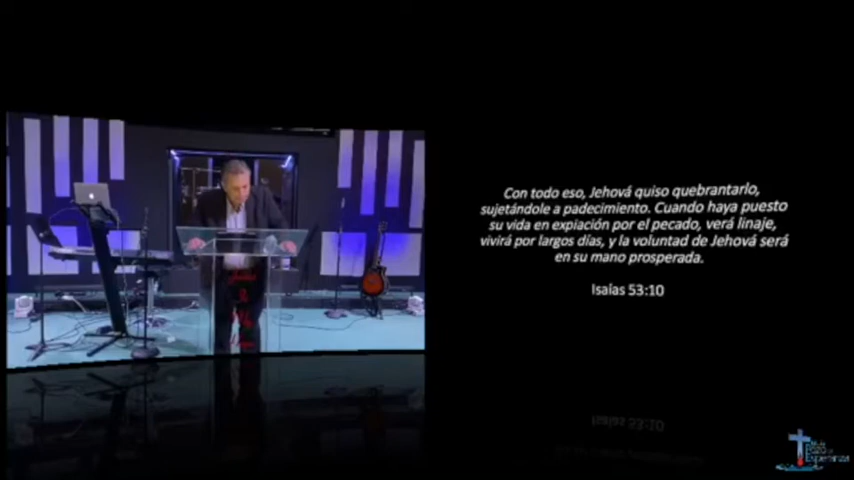 Con todo eso, Jehová quiso quebrantarlo,
sujetándole a padecimiento. Cuando haya puesto
su vida en expiación por el pecado, verá linaje,
vivirá por largos días, y la voluntad de Jehová será
en su mano prosperada.
Isaías 53:10
Esperanza